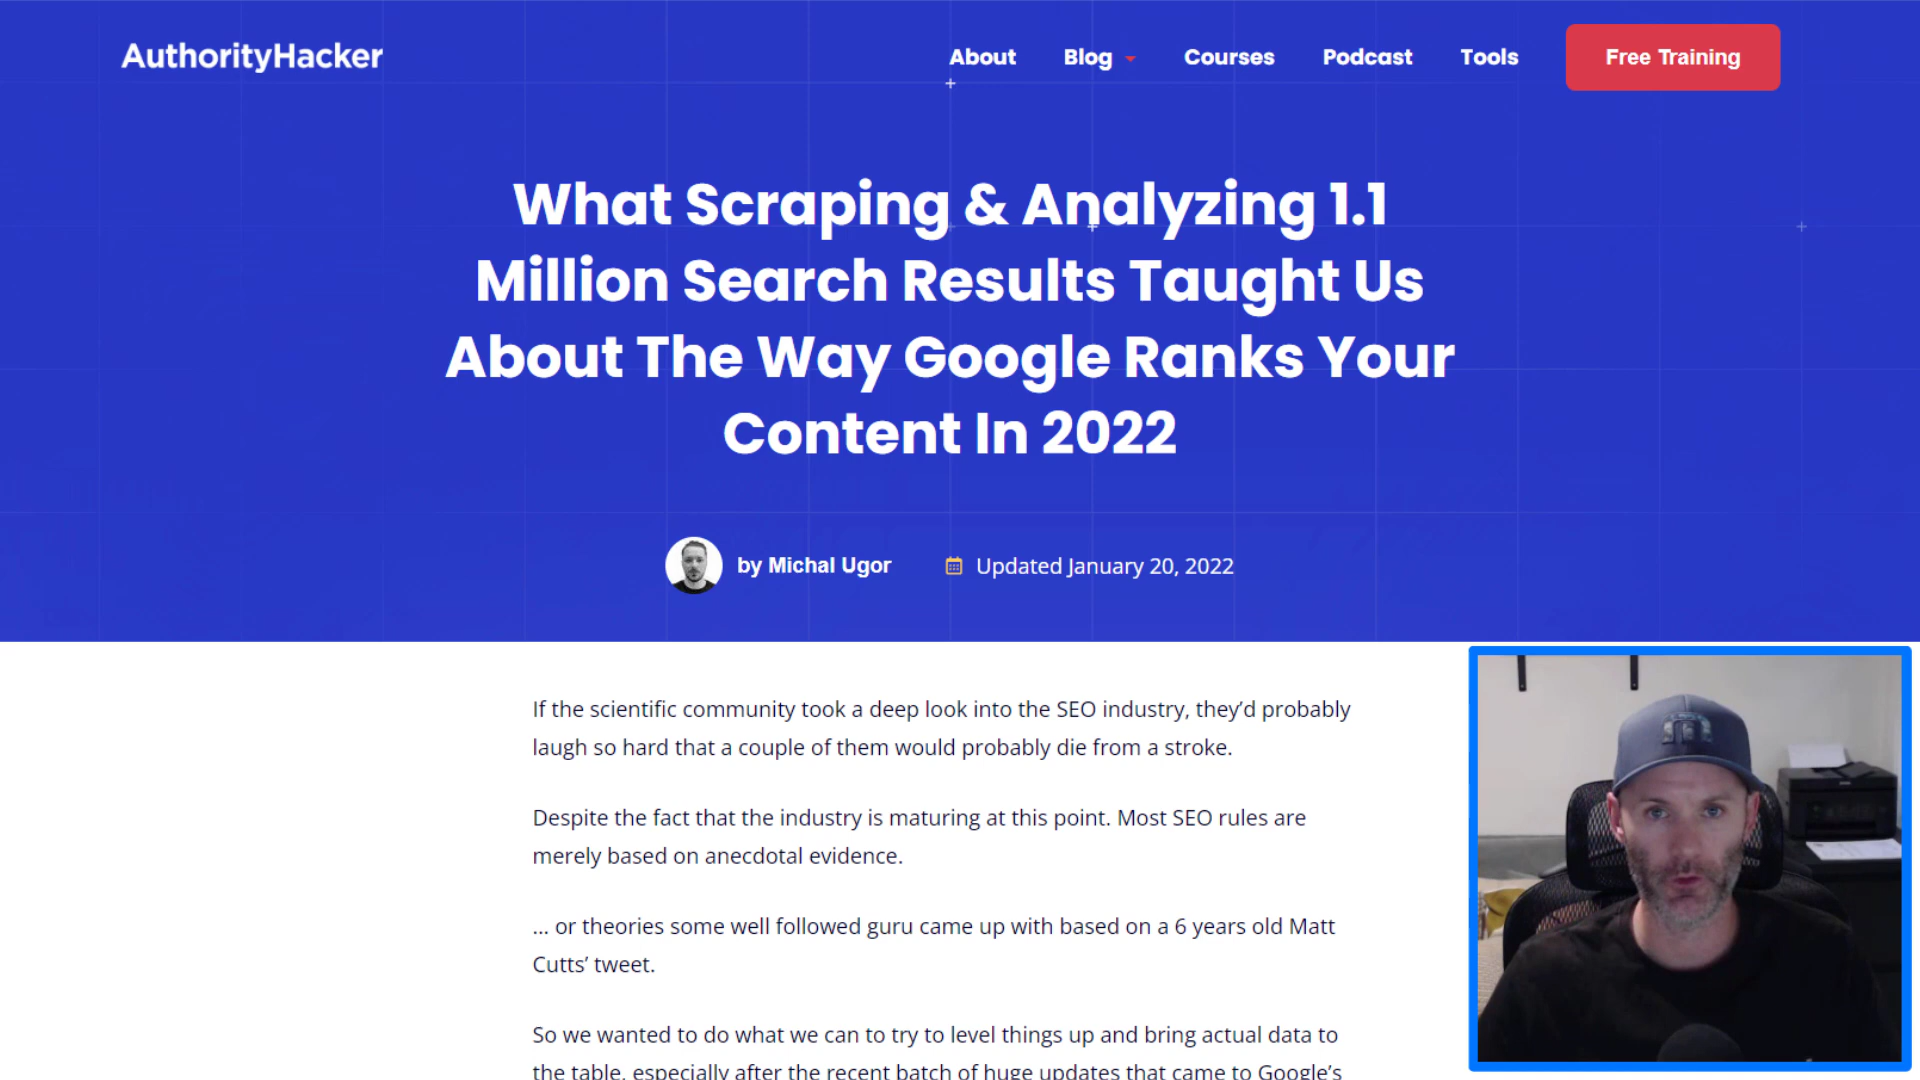 AuthorityHacker
About Blog Courses Podcast Tools Free Training
What Scraping & Analyzing 1.1
Million Search Results Taught Us
About The Way Google Ranks Your
Content In 2022
by Michal Ugor Updated January 20, 2022
If the scientific community took a deep look into the SEO industry, they’d probably
laugh so hard that a couple of them would probably die from a stroke.
Despite the fact that the industry is maturing at this point. Most SEO rules are
merely based on anecdotal evidence.
… or theories some well followed guru came up with based on a 6 years old Matt
Cutts’ tweet.
So we wanted to do what we can to try to level things up and bring actual data to
the table, especially after the recent batch of huge updates that came to Google’s